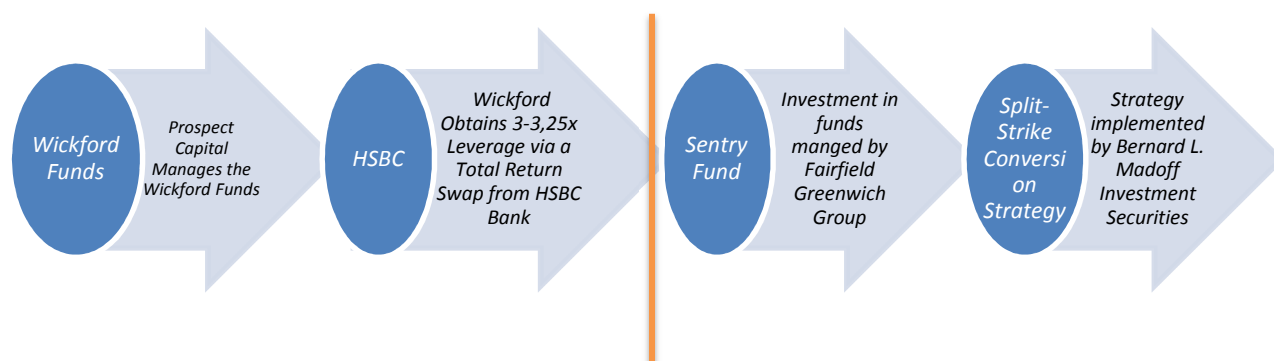 Wickford
Funds
Prospect
Capital
Manages the
Wickford Funds
HSBC
Wickford
Obtains 3-3,25x
Leverage via a
Total Return
Swap from HSBC
Bank
Sentry
Fund
Investment in
funds
manged by
Fairfield
Greenwich
Group
Split-
Strike
Conversi
on
Strategy
Strategy
implemented
by Bernard L.
Madoff
Investment
Securities